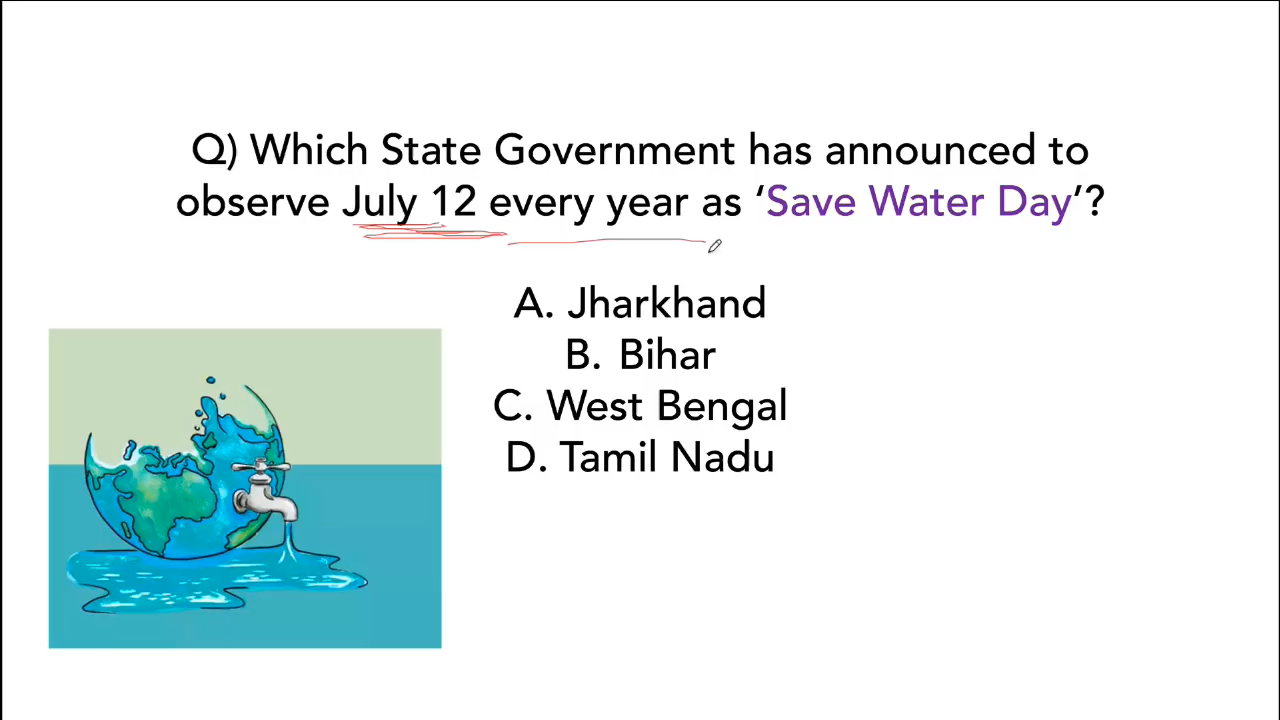 Q) Which State Government has announced to
observe July 12 every year as ‘Save Water Day’?
A. Jharkhand
B. Bihar
C. West Bengal
D. Tamil Nadu